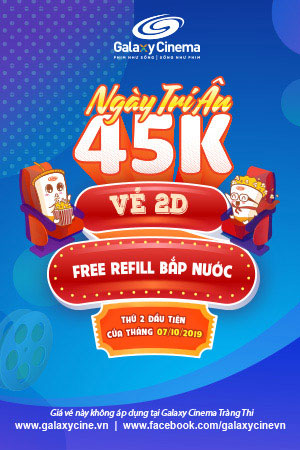 Galaxy Cinema
PHIM NHƯ SỐNG | SỐNG NHƯ PHIM
Ngày Tri Ân
45K
VÉ 2D
FREE REFILL BẮP NƯỚC
THỨ 2 ĐẦU TIÊN
CỦA THÁNG 07/10/2019
Giá vé này không áp dụng tại Galaxy Cinema Tràng Thi
www.galaxycine.vn | www.facebook.com/galaxycinevn